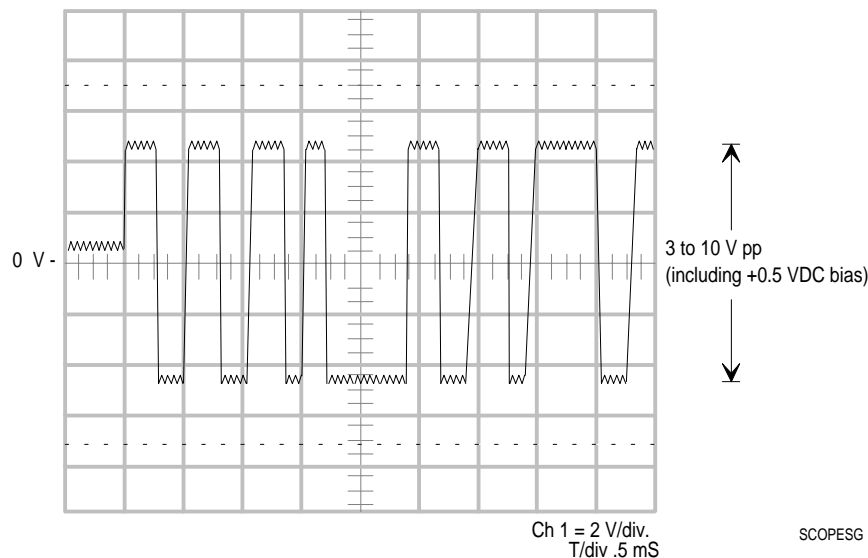 0 V -
3 to 10 V pp
(including +0.5 VDC bias)
Ch 1 = 2 V/div.
T/div .5 mS
SCOPESG